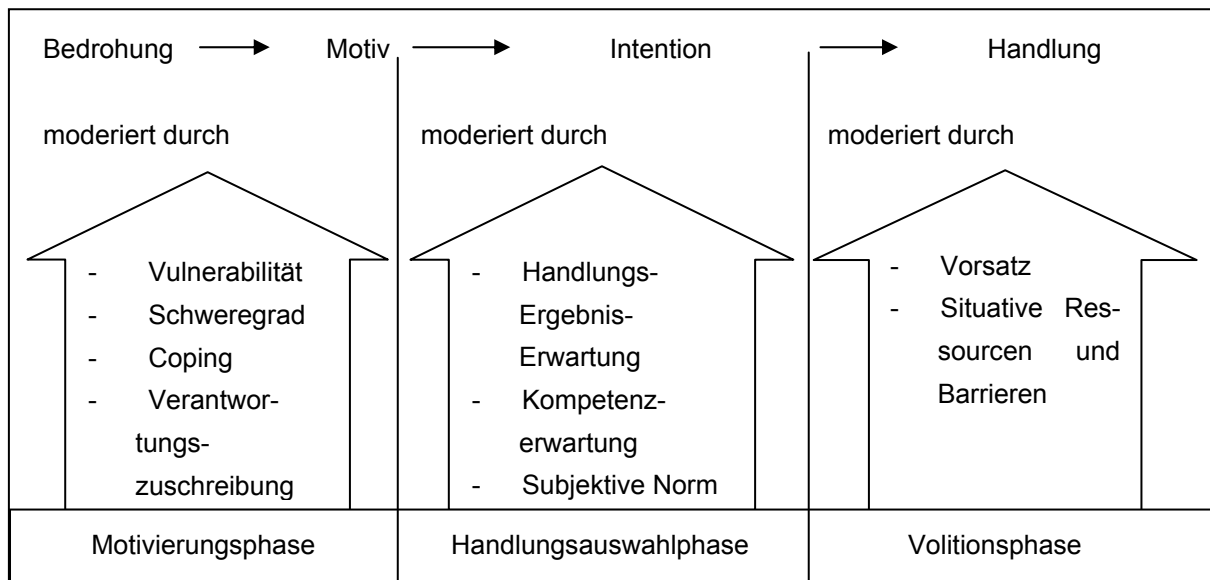 Bedrohung Motiv Intention Handlung
moderiert durch
- Vulnerabilität
- Schweregrad
- Coping
- Verantwor-
tungs-
zuschreibung
Motivierungsphase
moderiert durch
- Handlungs-
Ergebnis-
Erwartung
- Kompetenz-
erwartung
- Subjektive Norm
Handlungsauswahlphase
moderiert durch
- Vorsatz
- Situative Res-
sourcen und
Barrieren
Volitionsphase